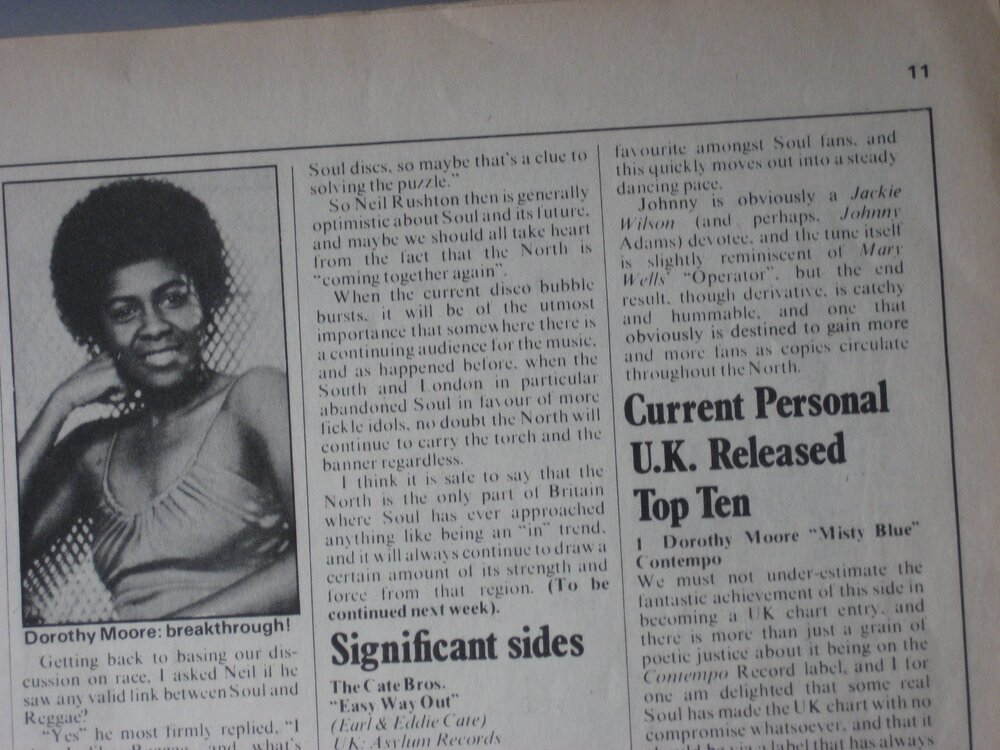 11
Dorothy Moore: breakthrough!
Getting back to basing our dis-
cussion on race, I asked Neil if he
saw any valid link between Soul and
Reggae?
"Yes" he most firmly replied, "I
Reggae, and what's
Soul discs, so maybe that's a clue to
solving the puzzle."
So Neil Rushton then is generally
optimistic about Soul and its future,
and maybe we should all take heart
from the fact that the North is
"coming together again".
When the current disco bubble
bursts, it will be of the utmost
importance that somewhere there is
a continuing audience for the music,
and as happened before, when the
South and London in particular
abandoned Soul in favour of more
fickle idols, no doubt the North will
continue to carry the torch and the
banner regardless.
I think it is safe to say that the
North is the only part of Britain
where Soul has ever approached
anything like being an "in" trend,
and it will always continue to draw a
certain amount of its strength and
force from that region. (To be
continued next week).
Significant sides
The Cate Bros.
"Easy Way Out"
(Earl & Eddie Cate)
UK: Asylum Records
favourite amongst Soul fans, and
this quickly moves out into a steady
dancing pace.
Johnny is obviously a Jackie
Wilson (and perhaps, Johnny
Adams) devotee, and the tune itself
is slightly reminiscent of Mary
Wells' "Operator", but the end
result, though derivative, is catchy
and hummable, and one that
obviously is destined to gain more
and more fans as copies circulate
throughout the North.
Current Personal
U.K. Released
Top Ten
1 Dorothy Moore "Misty Blue"
Contempo
We must not under-estimate the
fantastic achievement of this side in
becoming a UK chart entry, and
there is more than just a grain of
poetic justice about it being on the
Contempo Record label, and I for
one am delighted that some real
Soul has made the UK chart with no
compromise whatsoever, and that it
a label that has always